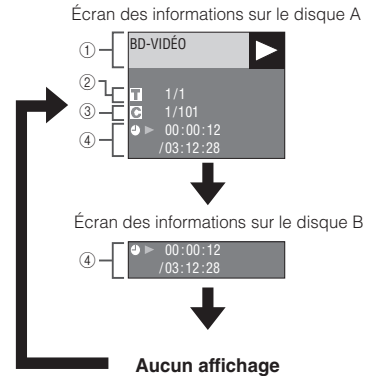 Écran des informations sur le disque A
① BD-VIDÉO
② T 1/1
③ C 1/101
④ 00:00:12
/03:12:28
Écran des informations sur le disque B
④ 00:00:12
/03:12:28
Aucun affichage